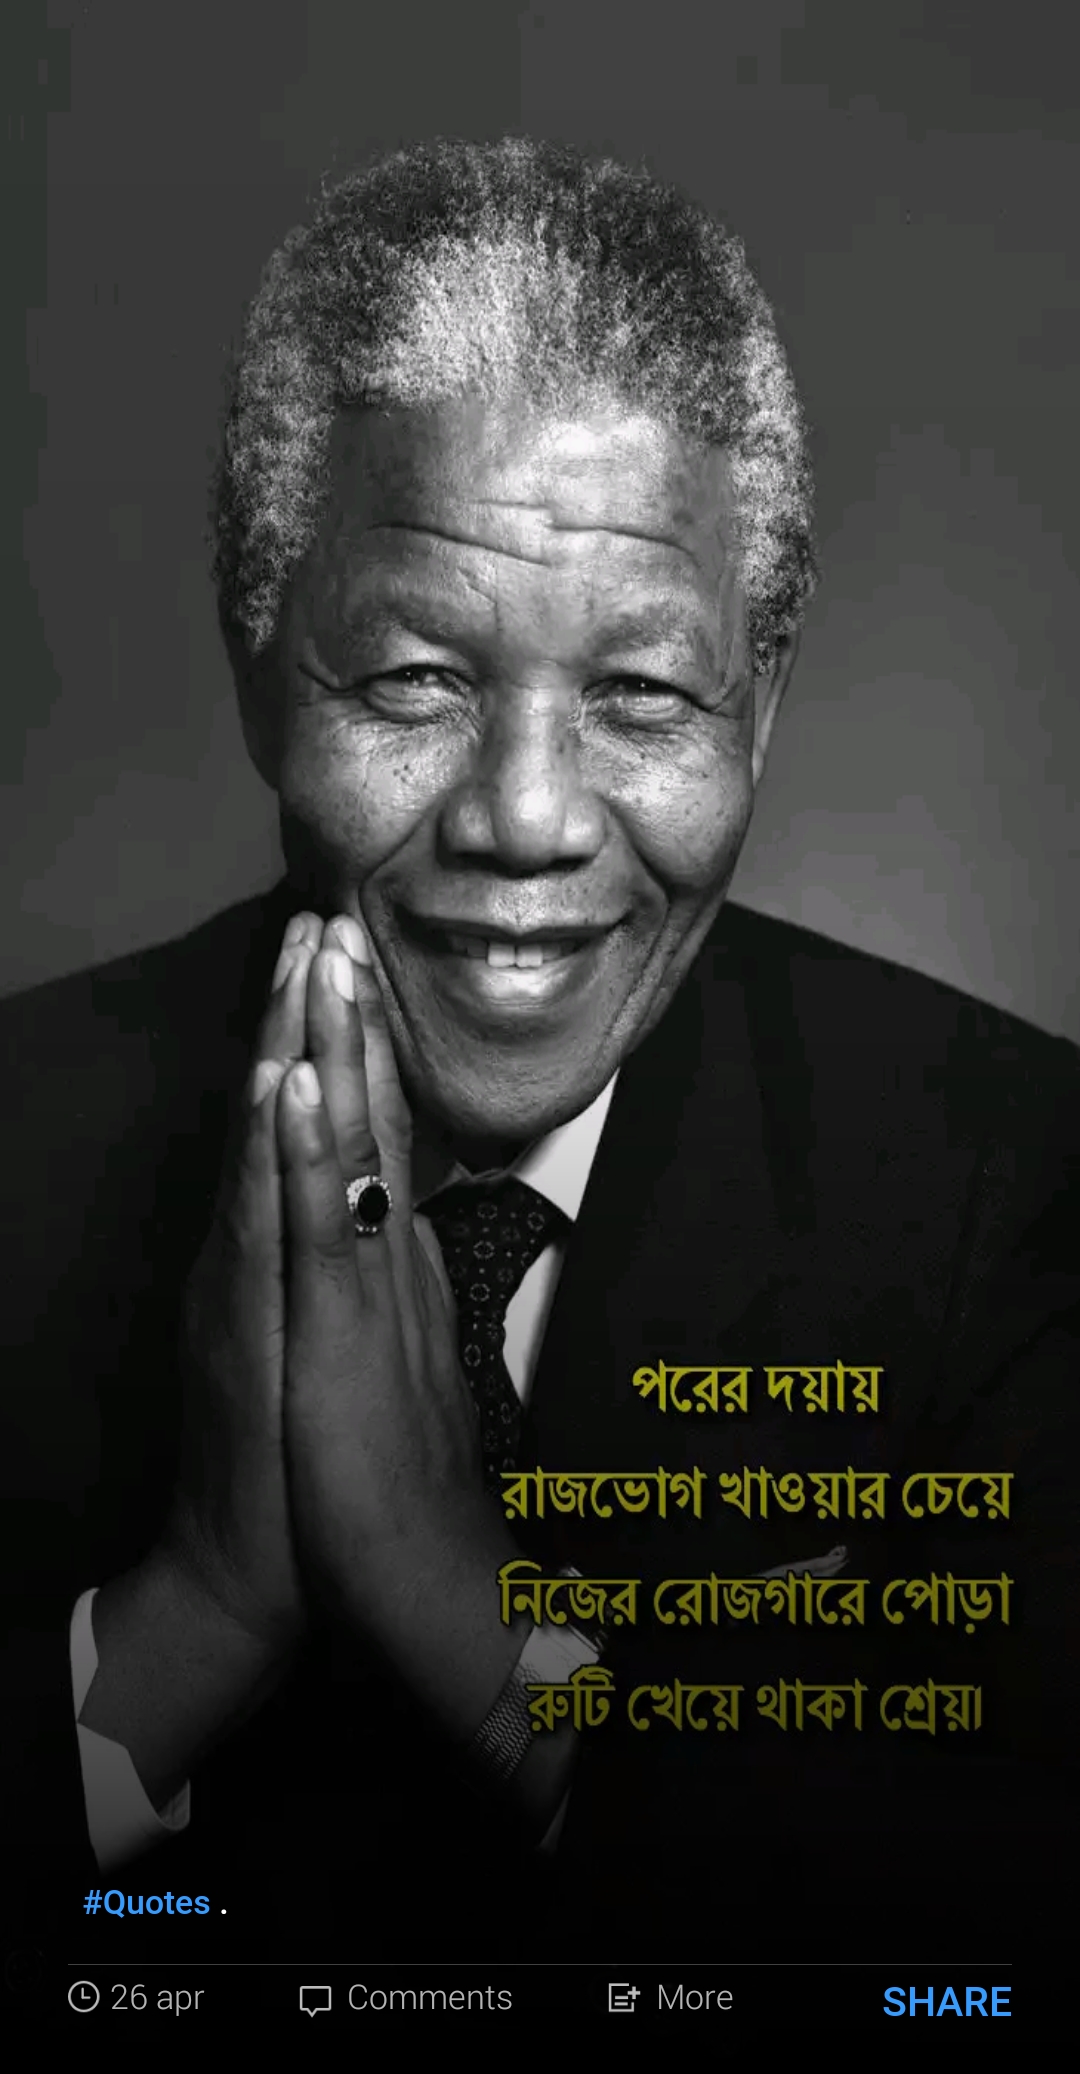 পরের দয়ায়
রাজভোগ খাওয়ার চেয়ে
নিজের রোজগারে পোড়া
রুটি খেয়ে থাকা শ্রেয়।
#Quotes .
26 apr Comments More SHARE